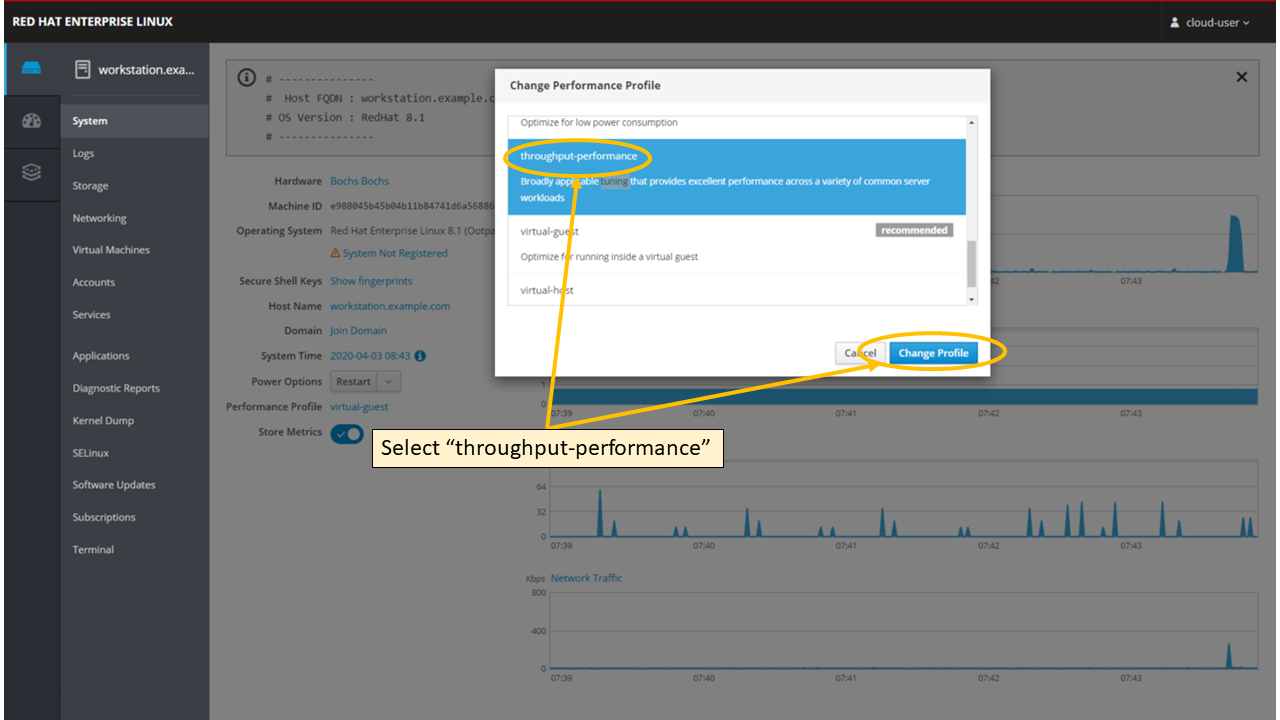 RED HAT ENTERPRISE LINUX
cloud-user
workstation.exa...
System
Logs
Storage
Networking
Virtual Machines
Accounts
Services
Applications
Diagnostic Reports
Kernel Dump
SELinux
Software Updates
Subscriptions
Terminal
# ---------------
# Host FQDN : workstation.example.c
# OS Version : RedHat 8.1
# ---------------
Hardware Bochs Bochs
Machine ID e988045b45b04b11b84741d6a56886
Operating System Red Hat Enterprise Linux 8.1 (Ootpa
System Not Registered
Secure Shell Keys Show fingerprints
Host Name workstation.example.com
Domain Join Domain
System Time 2020-04-03 08:43
Power Options Restart
Performance Profile virtual-guest
Store Metrics
Change Performance Profile
Optimize for low power consumption
throughput-performance
Broadly applicable tuning that provides excellent performance across a variety of common server
workloads
virtual-guest recommended
Optimize for running inside a virtual guest
virtual-host
Cancel Change Profile
Select “throughput-performance”
42 07:43
1
0
07:39 07:40 07:41 07:42 07:43
64
32
0
07:39 07:40 07:41 07:42 07:43
Kbps Network Traffic
800
400
0
07:39 07:40 07:41 07:42 07:43